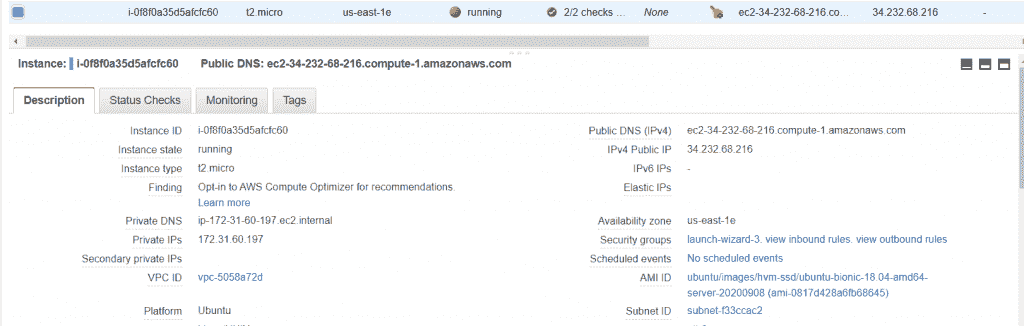 i-0f8f0a35d5afcfc60 t2.micro us-east-1e running 2/2 checks ... None ec2-34-232-68-216.co... 34.232.68.216 -
Instance: i-0f8f0a35d5afcfc60 Public DNS: ec2-34-232-68-216.compute-1.amazonaws.com
Description Status Checks Monitoring Tags
Instance ID i-0f8f0a35d5afcfc60 Public DNS (IPv4) ec2-34-232-68-216.compute-1.amazonaws.com
Instance state running IPv4 Public IP 34.232.68.216
Instance type t2.micro IPv6 IPs -
Finding Opt-in to AWS Compute Optimizer for recommendations. Elastic IPs
Learn more
Private DNS ip-172-31-60-197.ec2.internal Availability zone us-east-1e
Private IPs 172.31.60.197 Security groups launch-wizard-3. view inbound rules. view outbound rules
Secondary private IPs Scheduled events No scheduled events
VPC ID vpc-5058a72d AMI ID ubuntu/images/hvm-ssd/ubuntu-bionic-18.04-amd64-
server-20200908 (ami-0817d428a6fb68645)
Platform Ubuntu Subnet ID subnet-f33ccac2